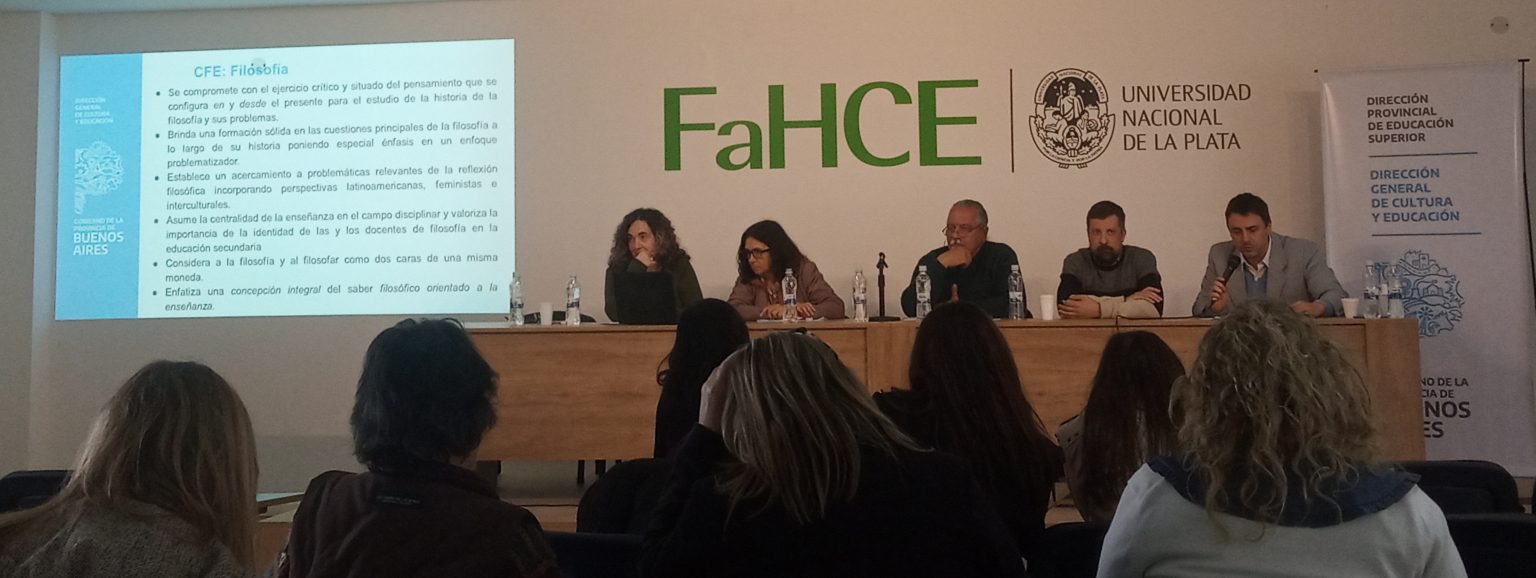 DIRECCIÓN
GENERAL
DE CULTURA
Y EDUCACIÓN
GOBIERNO DE LA
PROVINCIA DE
BUENOS
AIRES
CFE: Filosofía
Se compromete con el ejercicio crítico y situado del pensamiento que se
configura en y desde el presente para el estudio de la historia de la
filosofía y sus problemas.
Brinda una formación sólida en las cuestiones principales de la filosofía a
lo largo de su historia poniendo especial énfasis en un enfoque
problematizador.
Establece un acercamiento a problemáticas relevantes de la reflexión
filosófica incorporando perspectivas latinoamericanas, feministas e
interculturales.
Asume la centralidad de la enseñanza en el campo disciplinar y valoriza la
importancia de la identidad de las y los docentes de filosofía en la
educación secundaria
Considera a la filosofía y al filosofar como dos caras de una misma
moneda.
Enfatiza una concepción integral del saber filosófico orientado a la
enseñanza.
FaHCE
UNIVERSIDAD
NACIONAL
DE LA PLATA
DIRECCIÓN
PROVINCIAL
DE EDUCACIÓN
SUPERIOR
DIRECCIÓN
GENERAL
DE CULTURA
Y EDUCACIÓN
NO DE LA
CIA DE
NOS
ES